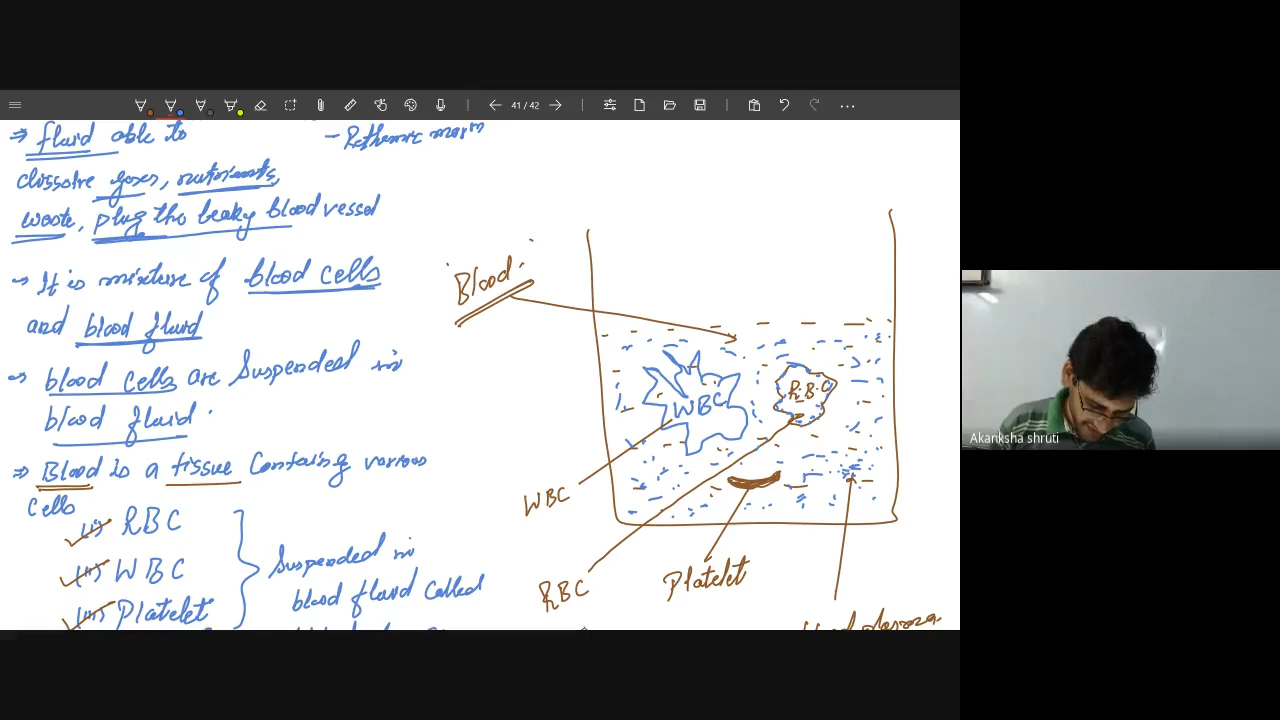 41 / 42
⇒ fluid able to
dissolve gases, nutrients,
waste, plug the leaky blood vessel
→ It is mixture of blood cells
and blood fluid
→ blood cells are suspended in
blood fluid.
⇒ Blood is a tissue containing various
cells
(i) RBC
(ii) WBC
(iii) Platelet
suspended in
blood fluid called
Blood
WBC
R.B.C
WBC
RBC
Platelet
Akanksha shruti